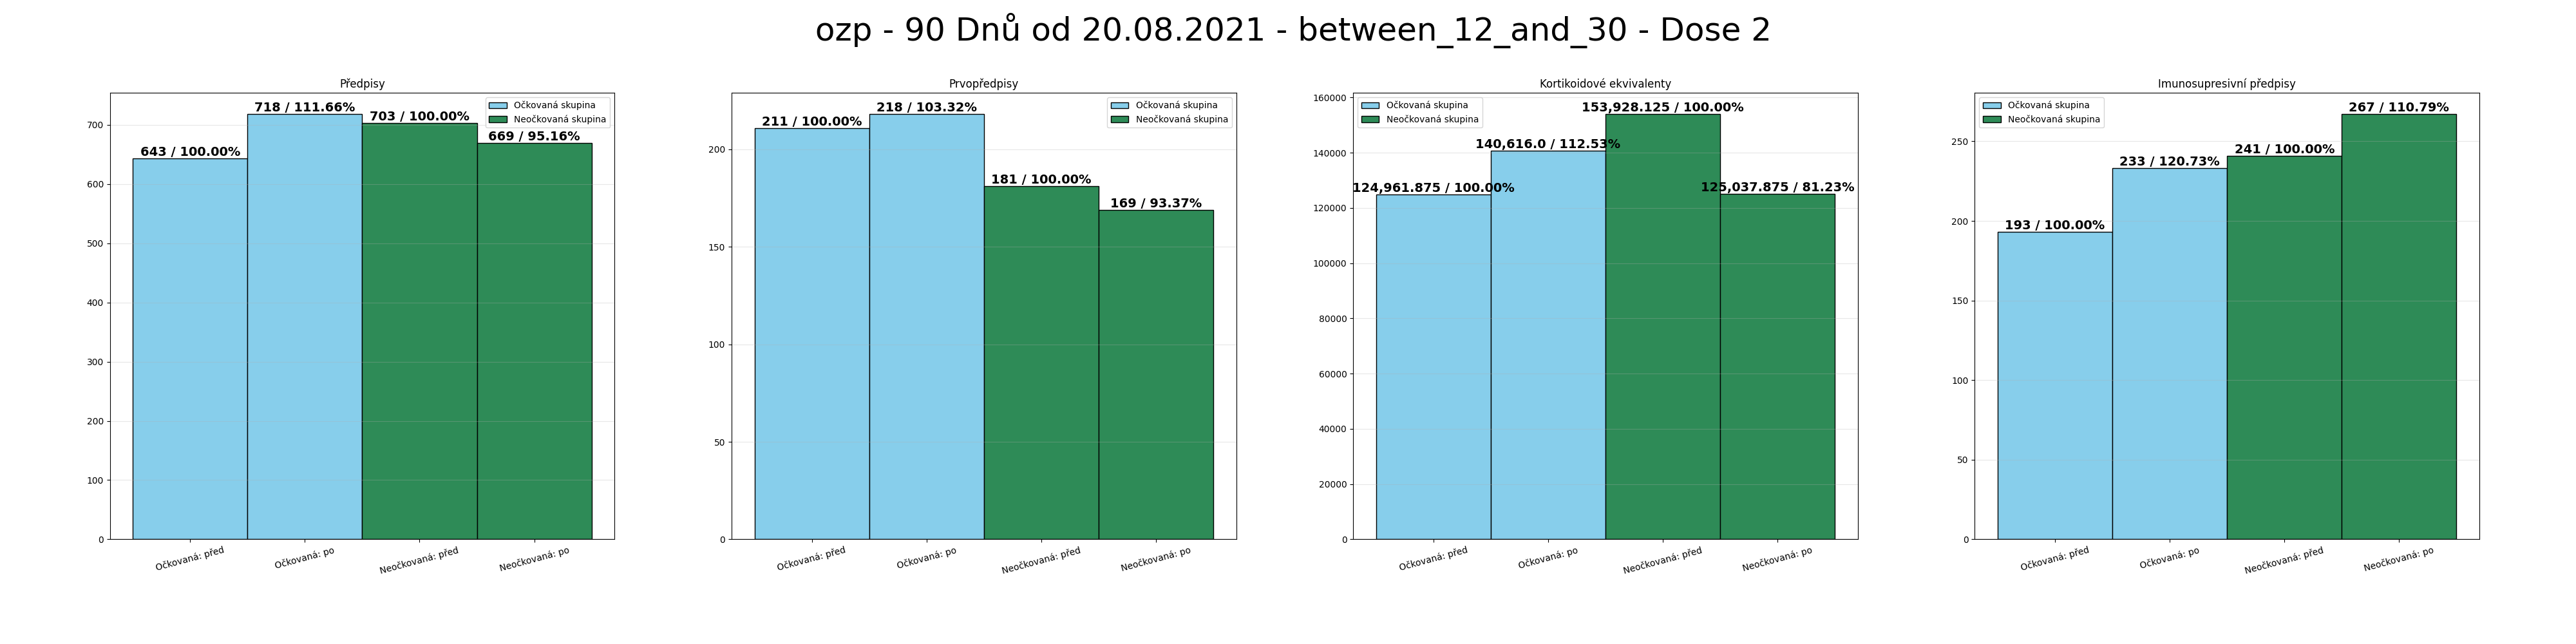 ozp - 90 Dnů od 20.08.2021 - between_12_and_30 - Dose 2
Předpisy
718 / 111.66%
703 / 100.00%
669 / 95.16%
643 / 100.00%
Očkovaná skupina
Neočkovaná skupina
700
600
500
400
300
200
100
0
Očkovaná: před
Očkovaná: po
Neočkovaná: před
Neočkovaná: po
Prvopředpisy
211 / 100.00%
218 / 103.32%
181 / 100.00%
169 / 93.37%
Očkovaná skupina
Neočkovaná skupina
200
150
100
50
0
Očkovaná: před
Očkovaná: po
Neočkovaná: před
Neočkovaná: po
Kortikoidové ekvivalenty
Očkovaná skupina
Neočkovaná skupina
124,961.875 / 100.00%
140,616.0 / 112.53%
153,928.125 / 100.00%
125,037.875 / 81.23%
160000
140000
120000
100000
80000
60000
40000
20000
0
Očkovaná: před
Očkovaná: po
Neočkovaná: před
Neočkovaná: po
Imunosupresivní předpisy
Očkovaná skupina
Neočkovaná skupina
193 / 100.00%
233 / 120.73%
241 / 100.00%
267 / 110.79%
250
200
150
100
50
0
Očkovaná: před
Očkovaná: po
Neočkovaná: před
Neočkovaná: po